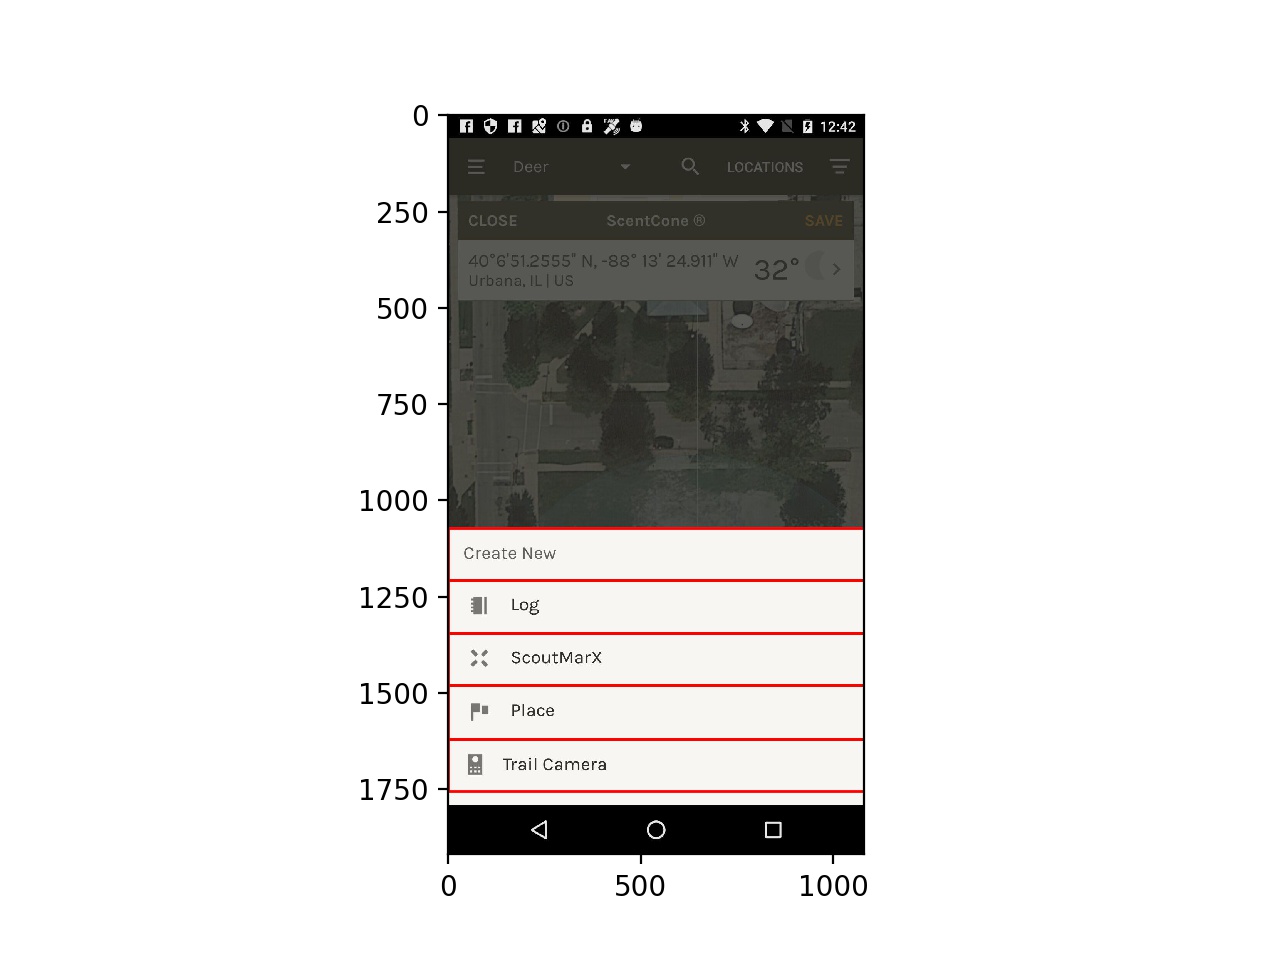 0
250
500
750
1000
1250
1500
1750
12:42
Deer LOCATIONS
CLOSE ScentCone ® SAVE
40°6'51.2555" N, -88° 13' 24.911" W
Urbana, IL | US
32°
Create New
Log
ScoutMarX
Place
Trail Camera
0 500 1000